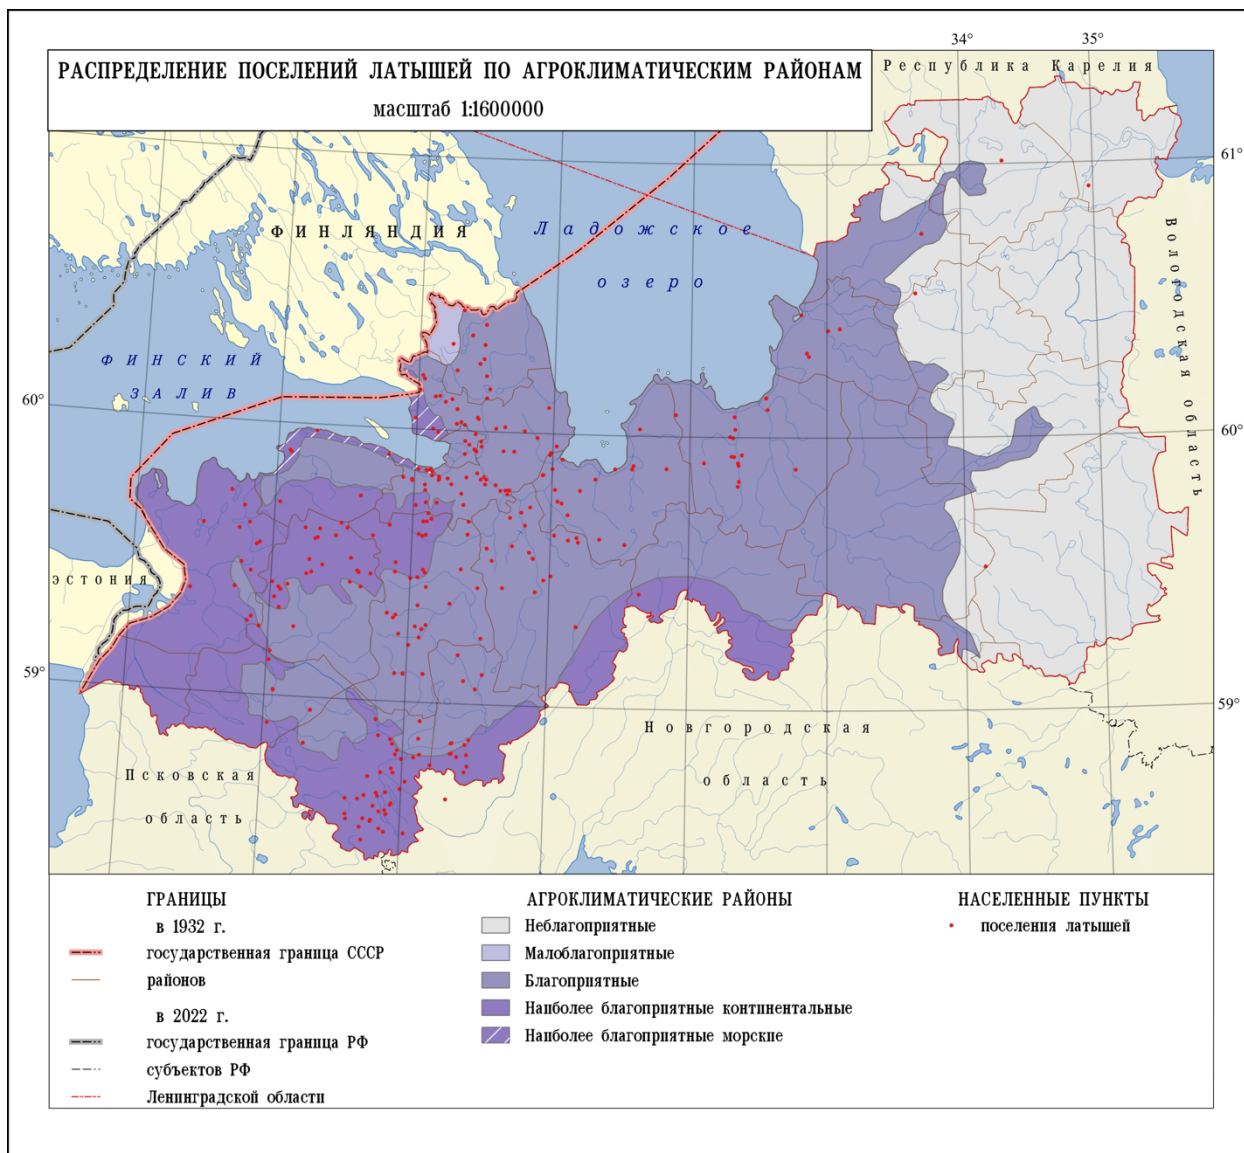 РАСПРЕДЕЛЕНИЕ ПОСЕЛЕНИЙ ЛАТЫШЕЙ ПО АГРОКЛИМАТИЧЕСКИМ РАЙОНАМ
масштаб 1:1600000
34°
35°
Республика Карелия
61°
ФИНЛЯНДИЯ
Ладожское
озеро
Вологодская область
ФИНСКИЙ
ЗАЛИВ
60°
60°
ЭСТОНИЯ
59°
59°
Новгородская
область
Псковская
область
ГРАНИЦЫ
в 1932 г.
государственная граница СССР
районов
в 2022 г.
государственная граница РФ
субъектов РФ
Ленинградской области
АГРОКЛИМАТИЧЕСКИЕ РАЙОНЫ
Неблагоприятные
Малоблагоприятные
Благоприятные
Наиболее благоприятные континентальные
Наиболее благоприятные морские
НАСЕЛЕННЫЕ ПУНКТЫ
поселения латышей